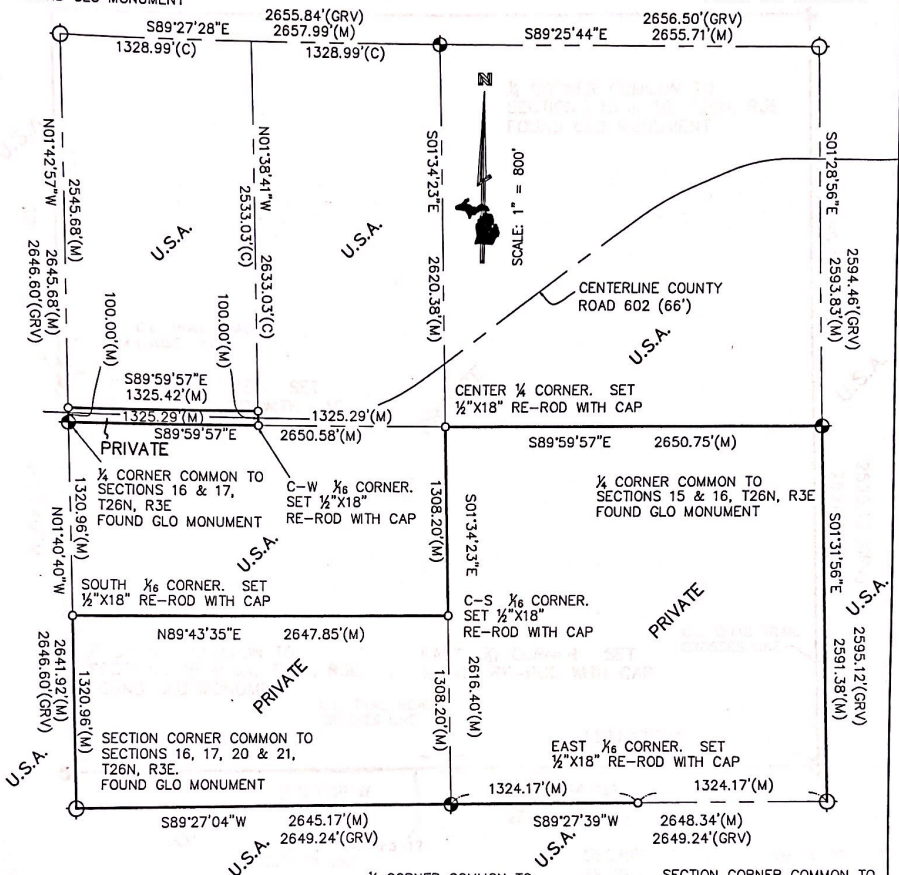 2655.84'(GRV)
S89°27'28"E 2657.99'(M)
1328.99'(C) 1328.99'(C)
2656.50'(GRV)
S89°25'44"E 2655.71'(M)
N01°42'57"W
2545.68'(M)
2645.68'(M)
2646.60'(GRV)
U.S.A.
N01°38'41"W
2533.03'(C)
2633.03'(C)
U.S.A.
S01°34'23"E
2620.38'(M)
N
SCALE: 1" = 800'
S01°28'56"E
2594.46'(GRV)
2593.83'(M)
CENTERLINE COUNTY
ROAD 602 (66')
U.S.A.
100.00'(M)
100.00'(M)
S89°59'57"E
1325.42'(M)
1325.29'(M) 1325.29'(M)
S89°59'57"E 2650.58'(M)
PRIVATE
CENTER ¼ CORNER. SET
½"X18" RE-ROD WITH CAP
S89°59'57"E 2650.75'(M)
¼ CORNER COMMON TO
SECTIONS 16 & 17,
T26N, R3E
FOUND GLO MONUMENT
C-W 1/16 CORNER.
SET ½"X18"
RE-ROD WITH CAP
¼ CORNER COMMON TO
SECTIONS 15 & 16, T26N, R3E
FOUND GLO MONUMENT
1320.96'(M)
N01°40'40"W
U.S.A.
1308.20'(M)
S01°34'23"E
S01°31'56"E
U.S.A.
SOUTH 1/16 CORNER. SET
½"X18" RE-ROD WITH CAP
C-S 1/16 CORNER.
SET ½"X18"
RE-ROD WITH CAP
PRIVATE
N89°43'35"E 2647.85'(M)
2641.92'(M)
2646.60'(GRV)
1320.96'(M)
PRIVATE
1308.20'(M)
2616.40'(M)
2595.12'(GRV)
2591.38'(M)
SECTION CORNER COMMON TO
SECTIONS 16, 17, 20 & 21,
T26N, R3E.
FOUND GLO MONUMENT
EAST 1/16 CORNER. SET
½"X18" RE-ROD WITH CAP
U.S.A.
1324.17'(M) 1324.17'(M)
S89°27'04"W 2645.17'(M)
2649.24'(GRV)
S89°27'39"W 2648.34'(M)
2649.24'(GRV)
U.S.A.
U.S.A.
¼ CORNER COMMON TO
SECTION CORNER COMMON TO